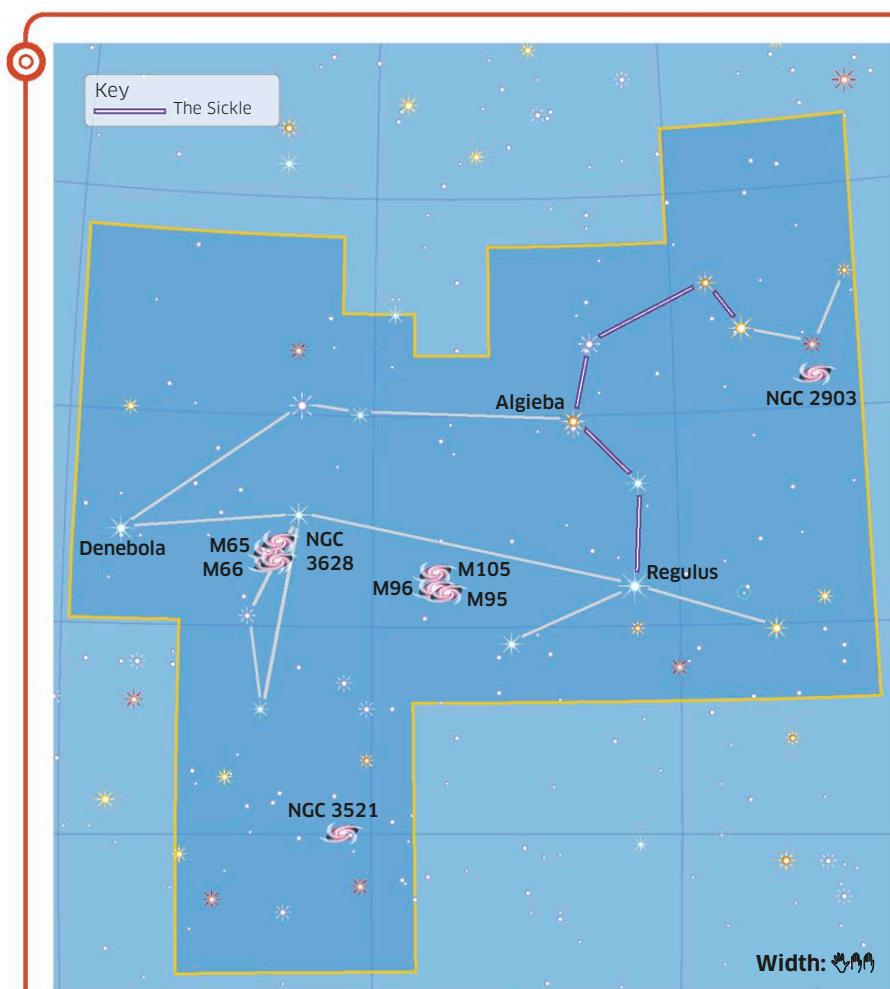 Key
The Sickle
NGC 2903
Algieba
Denebola
M65
M66
NGC
3628
M105
M96
M95
Regulus
NGC 3521
Width: